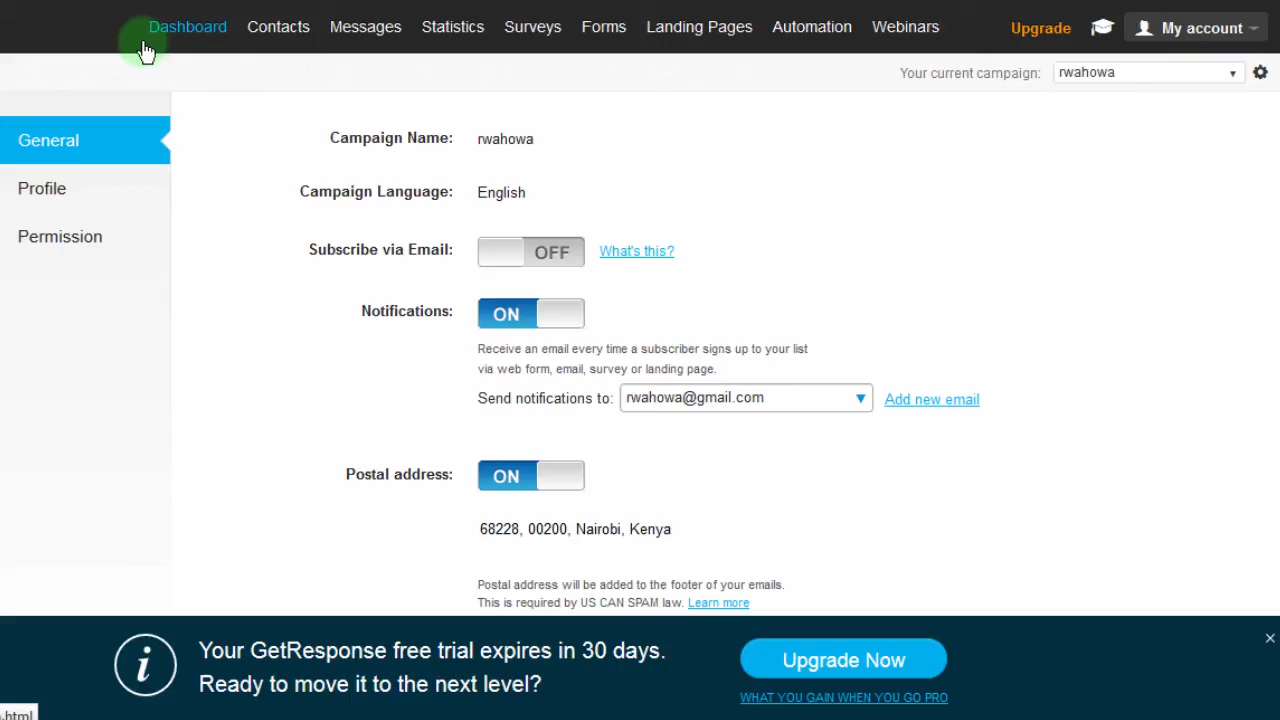 Dashboard Contacts Messages Statistics Surveys Forms Landing Pages Automation Webinars Upgrade My account
Your current campaign: rwahowa
General
Profile
Permission
Campaign Name: rwahowa
Campaign Language: English
Subscribe via Email: OFF What's this?
Notifications: ON
Receive an email every time a subscriber signs up to your list
via web form, email, survey or landing page.
Send notifications to: rwahowa@gmail.com Add new email
Postal address: ON
68228, 00200, Nairobi, Kenya
Postal address will be added to the footer of your emails.
This is required by US CAN SPAM law. Learn more
i
Your GetResponse free trial expires in 30 days.
Ready to move it to the next level?
Upgrade Now
WHAT YOU GAIN WHEN YOU GO PRO
.html